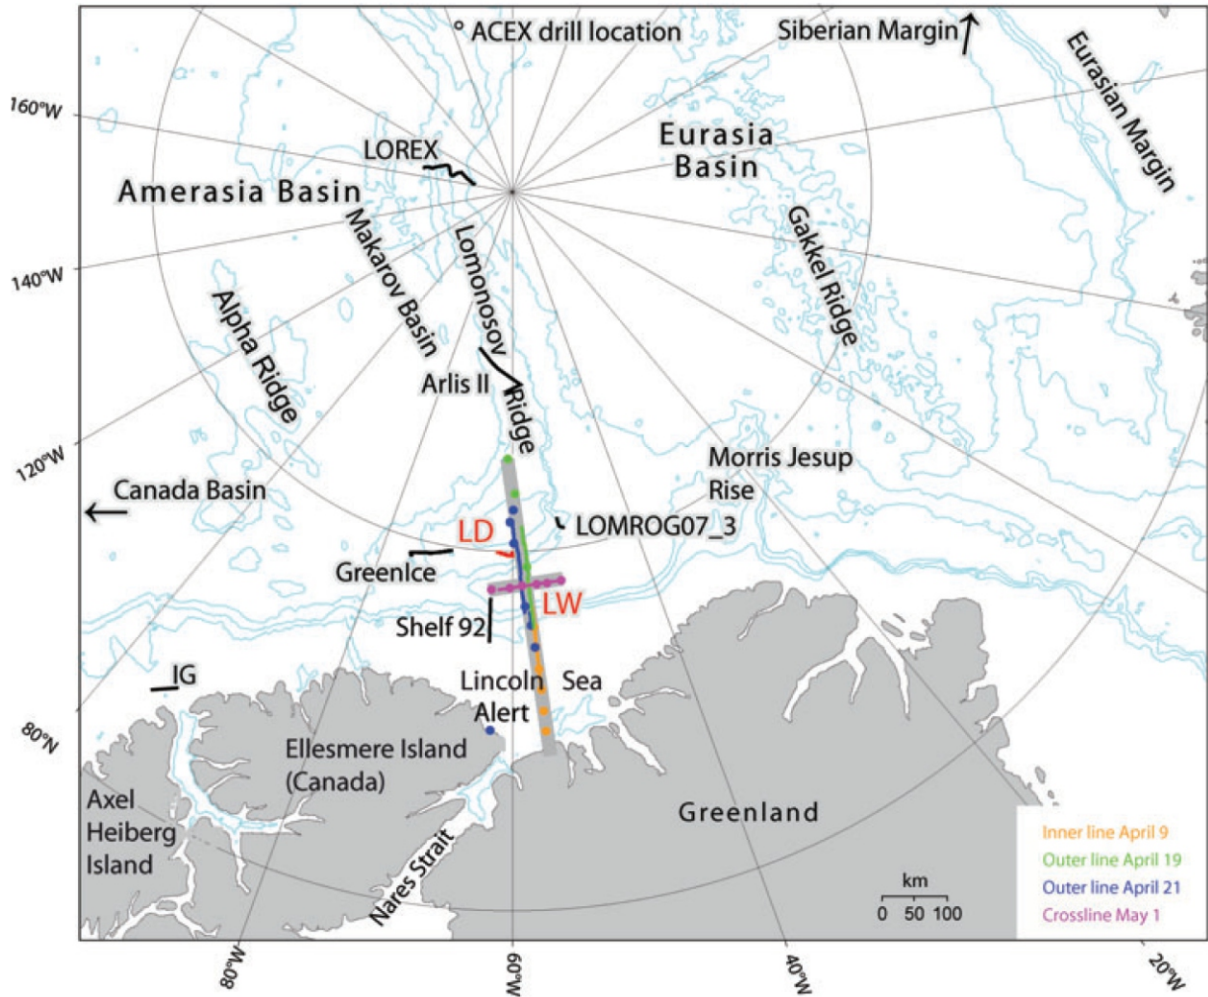 ACEX drill location
Siberian Margin
Eurasian Margin
160°W
LOREX
Eurasia
Basin
Amerasia Basin
Makarov Basin
Lomonosov
Ridge
Gakkel Ridge
140°W
Alpha Ridge
Arlis II
120°W
Canada Basin
Morris Jesup
Rise
LD
LOMROG07_3
GreenIce
LW
Shelf 92
IG
Lincoln Sea
Alert
80°N
Ellesmere Island
(Canada)
Axel
Heiberg
Island
Nares Strait
Greenland
Inner line April 9
Outer line April 19
Outer line April 21
Crossline May 1
km
0 50 100
80°W
60°W
40°W
20°W